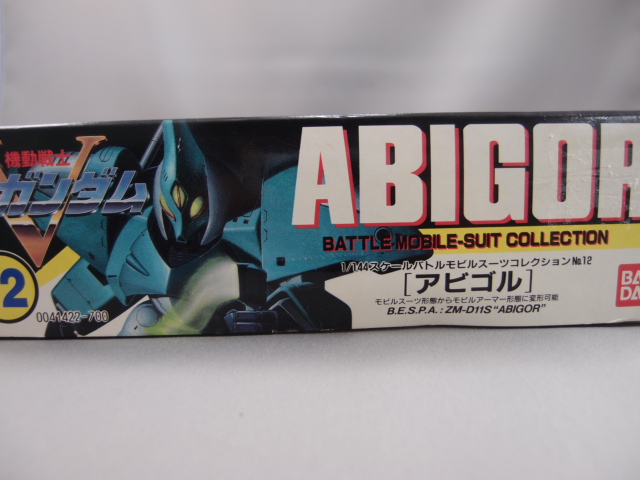 機動戦士
Vガンダム
ABIGOR
BATTLE MOBILE-SUIT COLLECTION
1/144スケールバトルモビルスーツコレクションNo.12
[アビゴル]
モビルスーツ形態からモビルアーマー形態に変形可能
B.E.S.P.A.: ZM-D11S "ABIGOR"
2
0041422-700
BA
DA